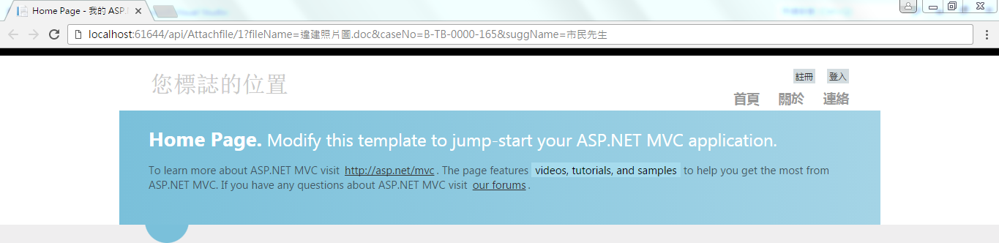 Home Page - 我的 ASP.
localhost:61644/api/Attachfile/1?fileName=違建照片圖.doc&caseNo=B-TB-0000-165&suggName=市民先生
註冊 登入
您標誌的位置
首頁 關於 連絡
Home Page. Modify this template to jump-start your ASP.NET MVC application.
To learn more about ASP.NET MVC visit http://asp.net/mvc. The page features videos, tutorials, and samples to help you get the most from
ASP.NET MVC. If you have any questions about ASP.NET MVC visit our forums.